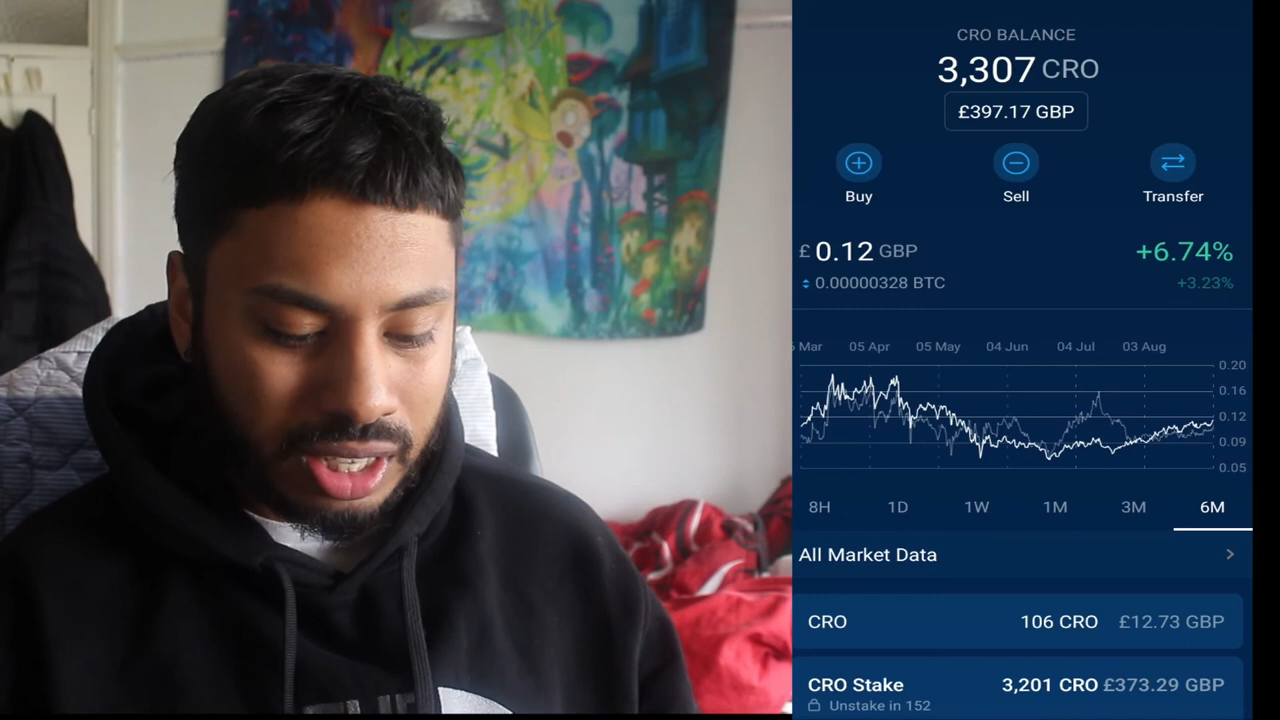 CRO BALANCE
3,307 CRO
£397.17 GBP
Buy
Sell
Transfer
£ 0.12 GBP
+6.74%
0.00000328 BTC
+3.23%
Mar 05 Apr 05 May 04 Jun 04 Jul 03 Aug
0.20
0.16
0.12
0.09
0.05
8H 1D 1W 1M 3M 6M
All Market Data
CRO 106 CRO £12.73 GBP
CRO Stake 3,201 CRO £373.29 GBP
Unstake in 152